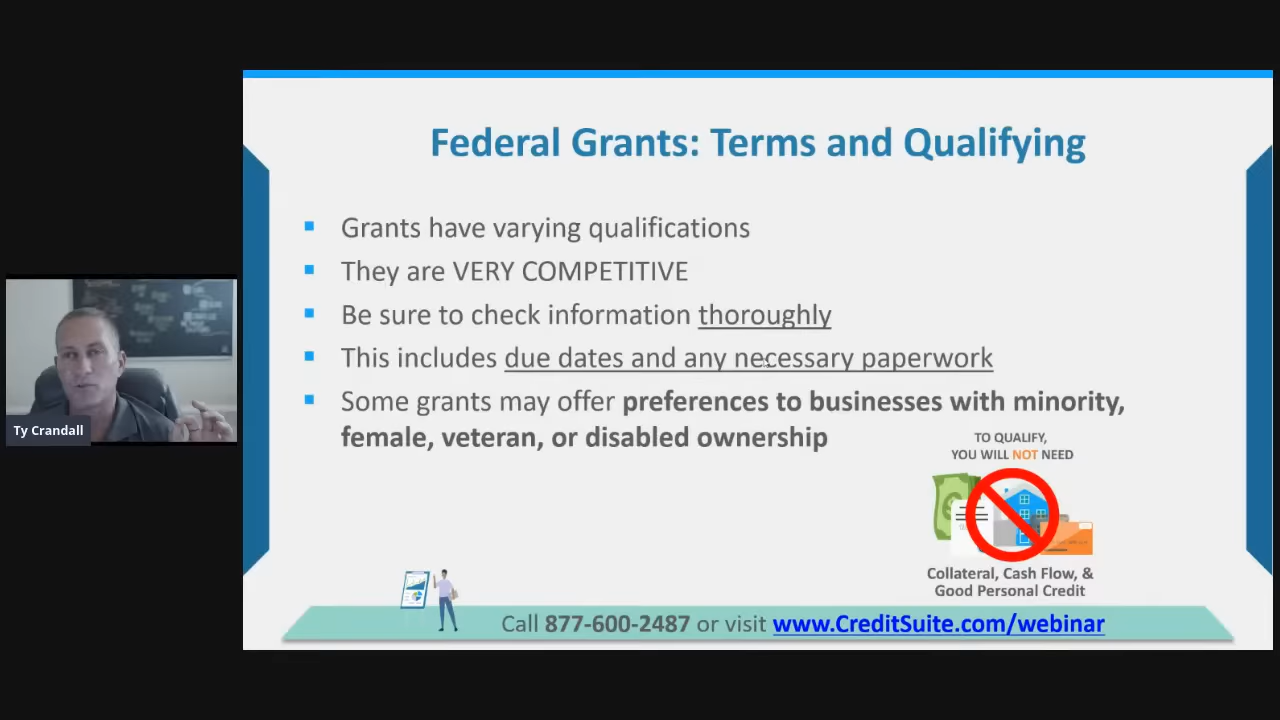 Federal Grants: Terms and Qualifying
Grants have varying qualifications
They are VERY COMPETITIVE
Be sure to check information thoroughly
This includes due dates and any necessary paperwork
Some grants may offer preferences to businesses with minority,
female, veteran, or disabled ownership
TO QUALIFY,
YOU WILL NOT NEED
Collateral, Cash Flow, &
Good Personal Credit
Call 877-600-2487 or visit www.CreditSuite.com/webinar
Ty Crandall